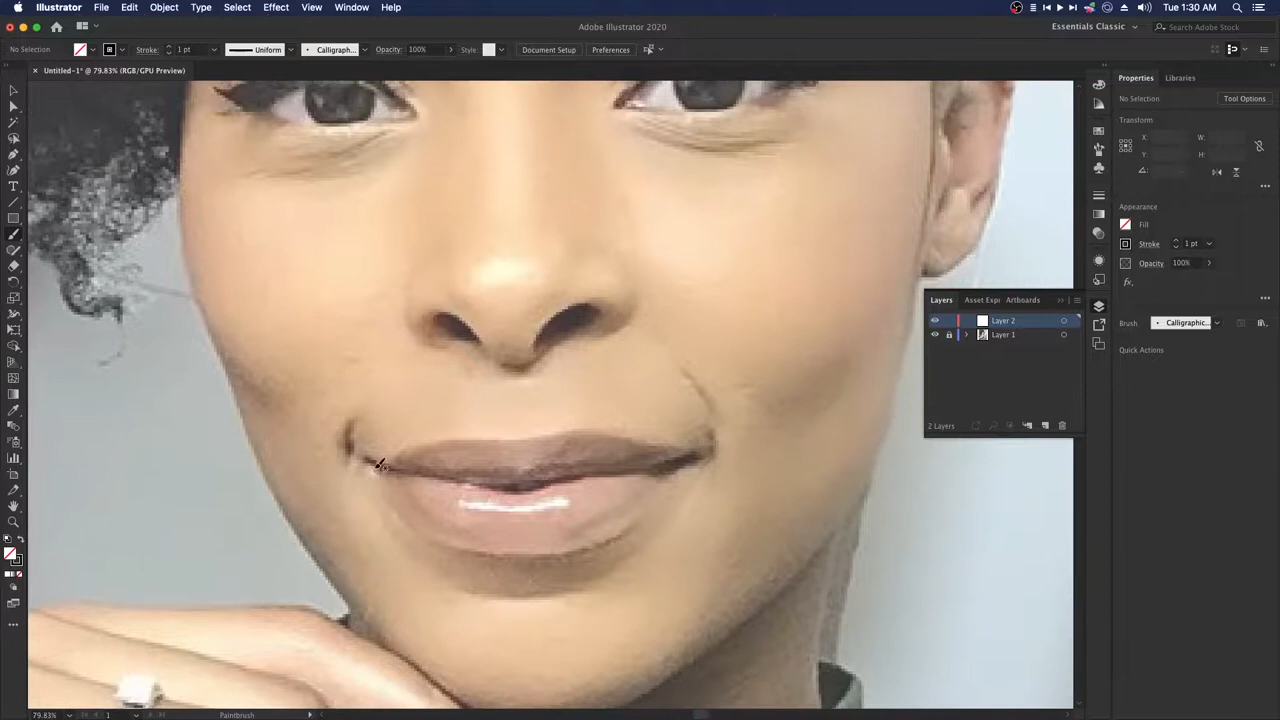 Illustrator File Edit Object Type Select Effect View Window Help Tue 1:30 AM
Adobe Illustrator 2020 Essentials Classic Search Adobe Stock
No Selection Stroke: 1 pt Uniform Calligraph... Opacity: 100% Style: Document Setup Preferences
× Untitled-1* @ 79.83% (RGB/GPU Preview)
Properties Libraries
No Selection Tool Options
Transform
X: W:
Y: H:
Appearance
Fill
Stroke 1 pt
Opacity 100%
fx.
Layers Asset Exp Artboards
Layer 2
Layer 1
2 Layers
Brush Calligraphic...
Quick Actions
79.83% 1 Paintbrush